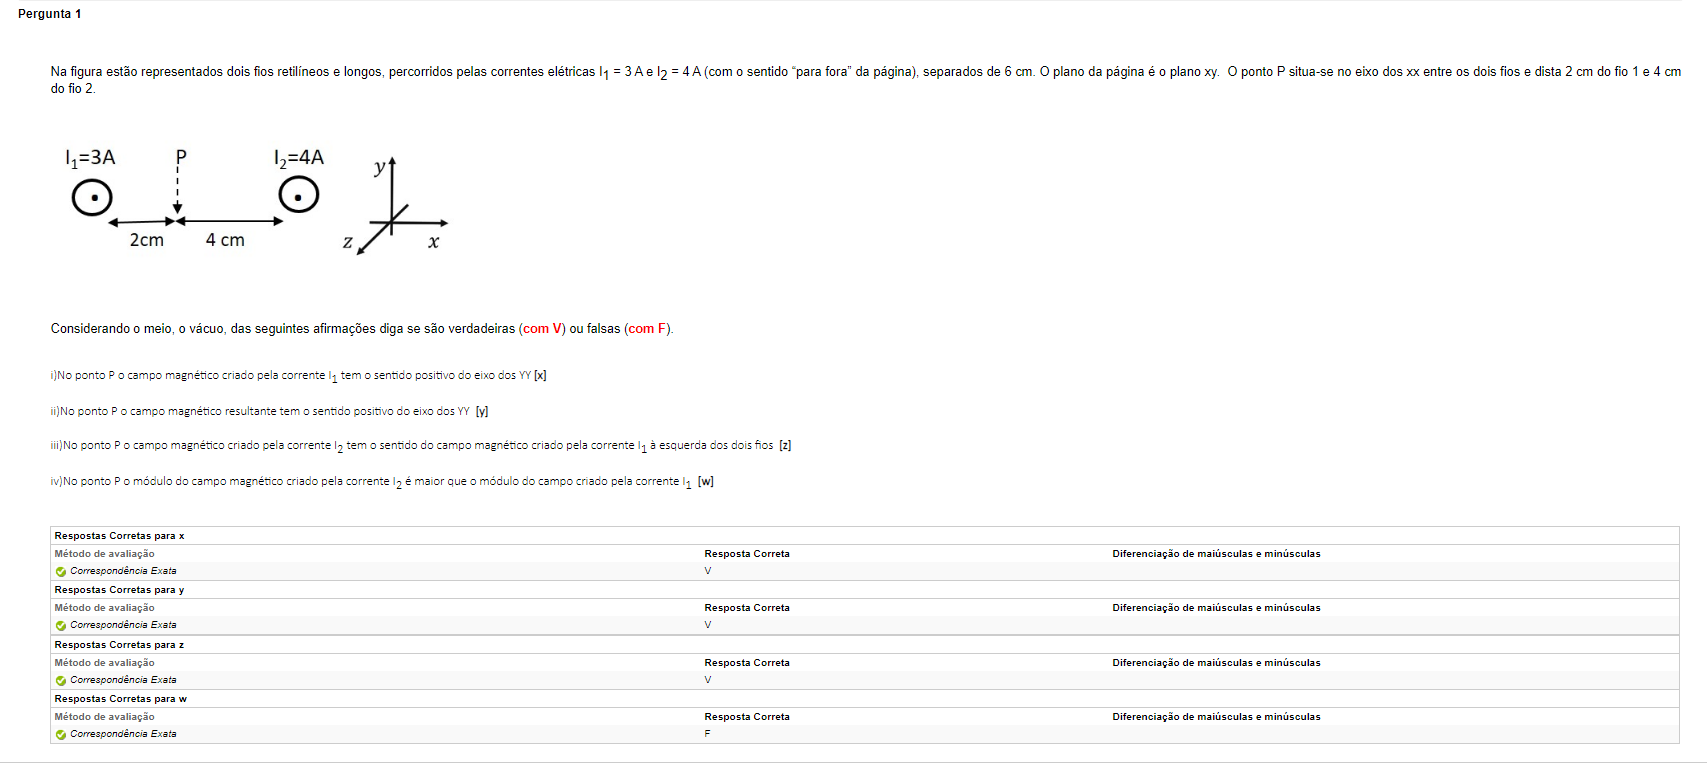 Pergunta 1
Na figura estão representados dois fios retilíneos e longos, percorridos pelas correntes elétricas I1 = 3 A e I2 = 4 A (com o sentido "para fora" da página), separados de 6 cm. O plano da página é o plano xy. O ponto P situa-se no eixo dos xx entre os dois fios e dista 2 cm do fio 1 e 4 cm
do fio 2.
I1=3A P I2=4A
y
2cm 4 cm z x
Considerando o meio, o vácuo, das seguintes afirmações diga se são verdadeiras (com V) ou falsas (com F).
i)No ponto P o campo magnético criado pela corrente I1 tem o sentido positivo do eixo dos YY [x]
ii)No ponto P o campo magnético resultante tem o sentido positivo do eixo dos YY [y]
iii)No ponto P o campo magnético criado pela corrente I2 tem o sentido do campo magnético criado pela corrente I1 à esquerda dos dois fios [z]
iv)No ponto P o módulo do campo magnético criado pela corrente I2 é maior que o módulo do campo criado pela corrente I1 [w]
Respostas Corretas para x
Método de avaliação Resposta Correta Diferenciação de maiúsculas e minúsculas
Correspondência Exata V
Respostas Corretas para y
Método de avaliação Resposta Correta Diferenciação de maiúsculas e minúsculas
Correspondência Exata V
Respostas Corretas para z
Método de avaliação Resposta Correta Diferenciação de maiúsculas e minúsculas
Correspondência Exata V
Respostas Corretas para w
Método de avaliação Resposta Correta Diferenciação de maiúsculas e minúsculas
Correspondência Exata F